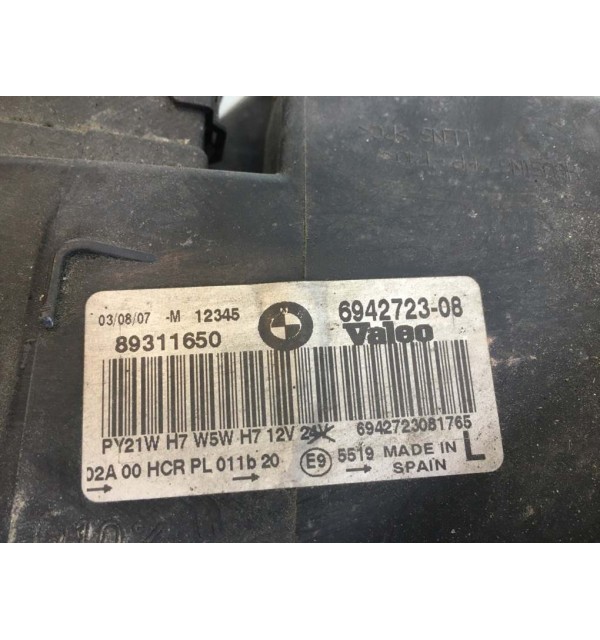 03/08/07 -M 12345 6942723-08
89311650 Valeo
PY21W H7 W5W H7 12V 24V 6942723081765
02A 00 HCR PL 011b 20 E9 5519 MADE IN SPAIN L